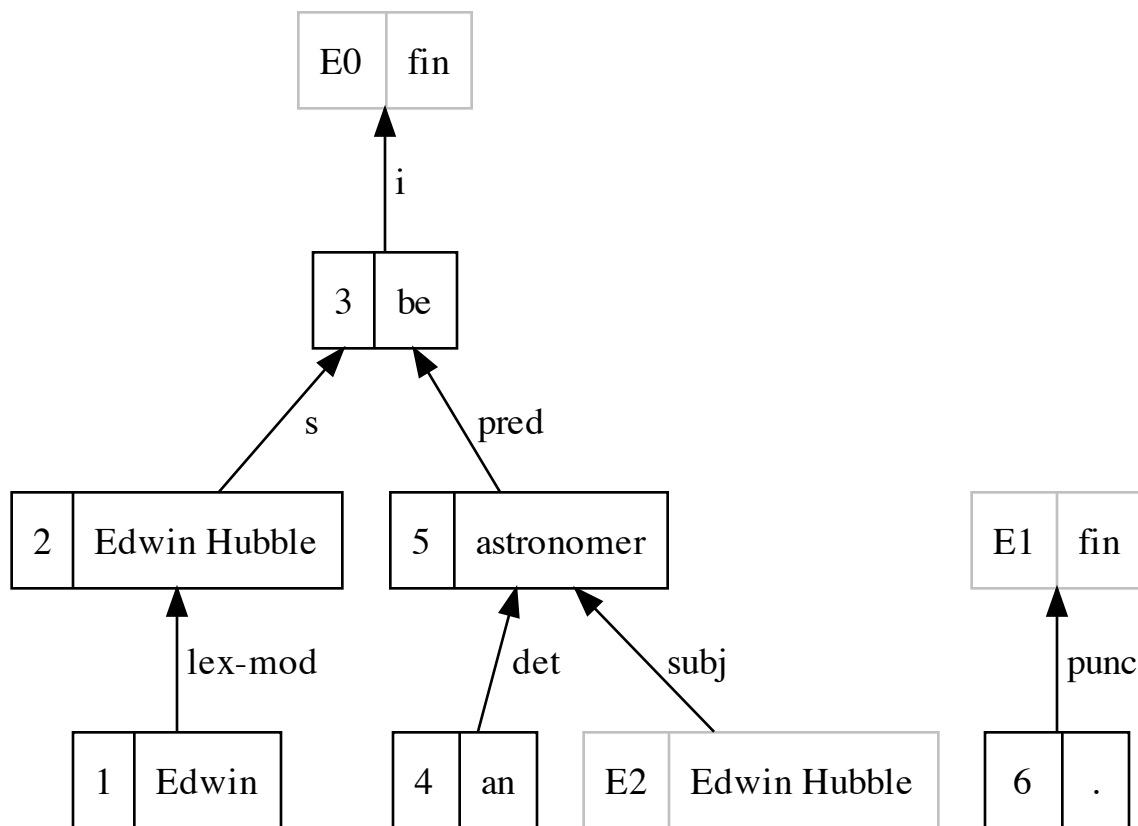 E0 fin
i
3 be
s pred
2 Edwin Hubble 5 astronomer E1 fin
lex-mod det subj punc
1 Edwin 4 an E2 Edwin Hubble 6 .